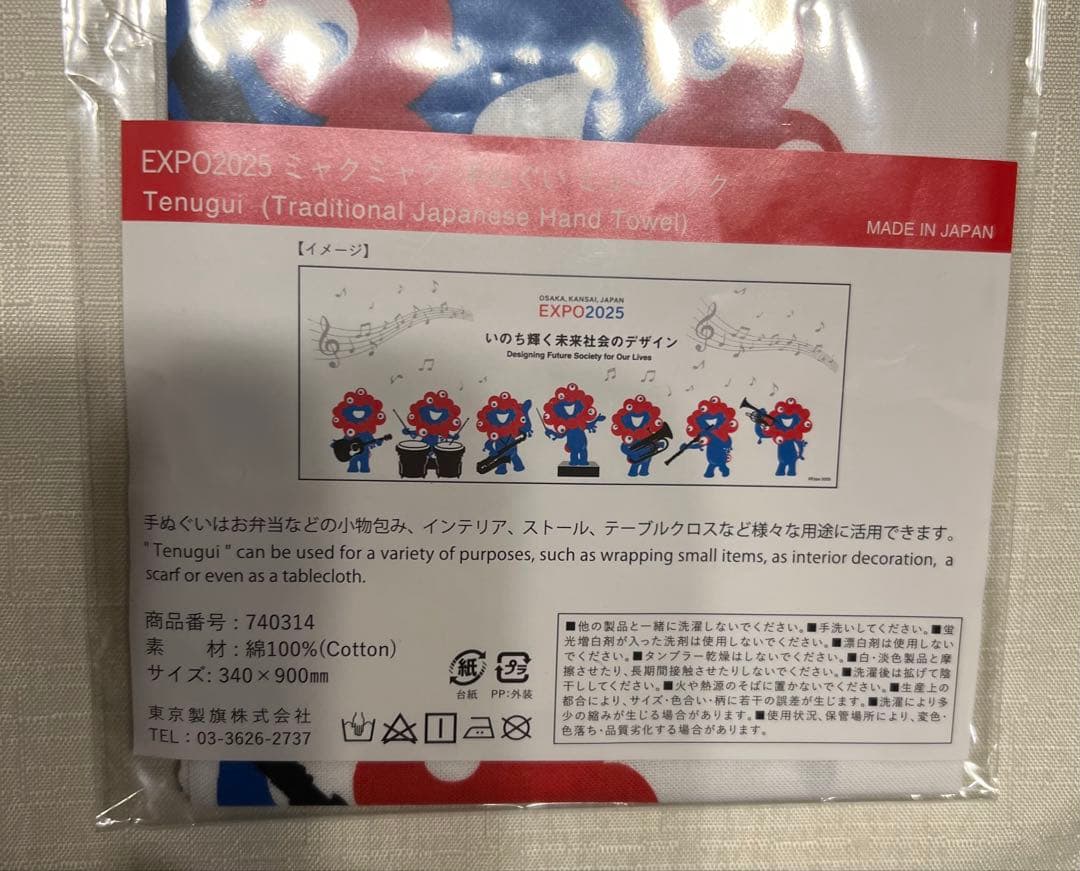 EXPO2025 ミャクミャク 手ぬぐい
Tenugui (Traditional Japanese Hand Towel)
MADE IN JAPAN
【イメージ】
OSAKA, KANSAI, JAPAN
EXPO2025
いのち輝く未来社会のデザイン
Designing Future Society for Our Lives
©Expo 2025
手ぬぐいはお弁当などの小物包み、インテリア、ストール、テーブルクロスなど様々な用途に活用できます。
" Tenugui " can be used for a variety of purposes, such as wrapping small items, as interior decoration, a
scarf or even as a tablecloth.
商品番号：740314
素　　材：綿100%(Cotton)
サイズ：340×900mm
東京製旗株式会社
TEL：03-3626-2737
紙
台紙
プラ
PP：外装
■他の製品と一緒に洗濯しないでください。■手洗いしてください。■蛍
光増白剤が入った洗剤は使用しないでください。■漂白剤は使用しない
でください。■タンブラー乾燥はしないでください。■白・淡色製品と摩
擦させたり、長期間接触させたりしないでください。■洗濯後は拡げて陰
干ししてください。■火や熱源のそばに置かないでください。■生産上の
都合により、サイズ・色合い・柄に若干の誤差が生じます。■洗濯により多
少の縮みが生じる場合があります。■使用状況、保管場所により、変色・
色落ち・品質劣化する場合があります。